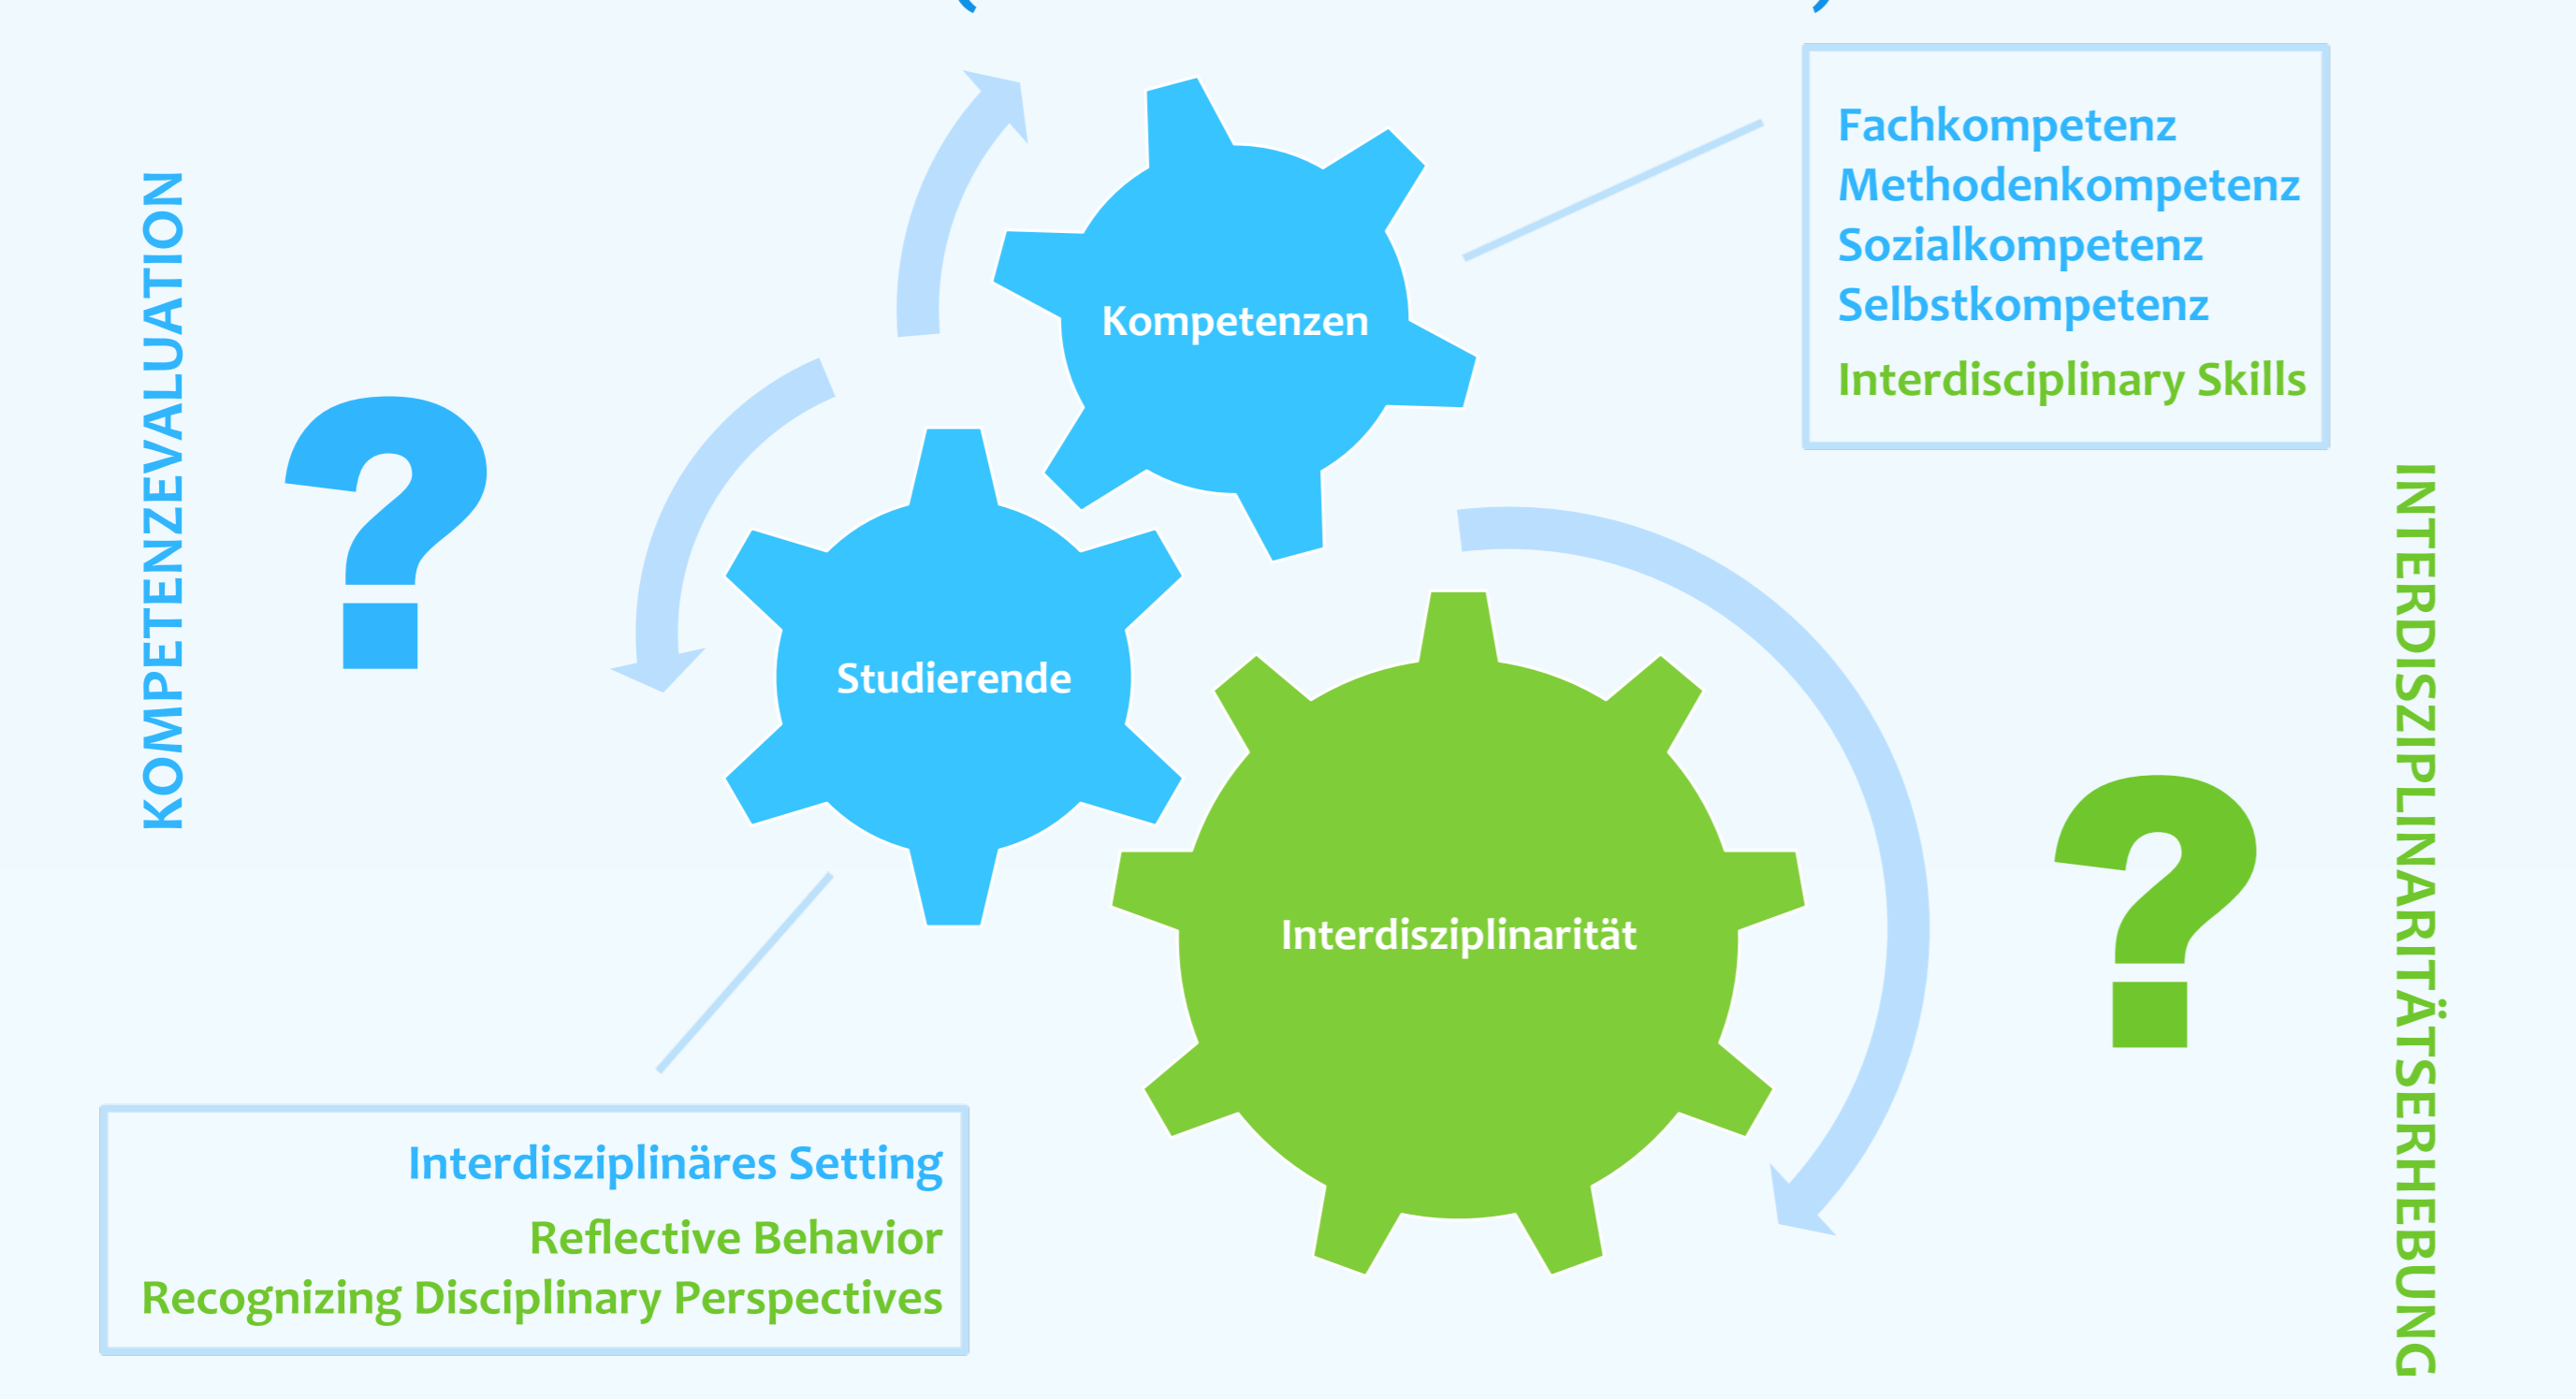 KOMPETENZEVALUATION
?
Kompetenzen
Fachkompetenz
Methodenkompetenz
Sozialkompetenz
Selbstkompetenz
Interdisciplinary Skills
Studierende
Interdisziplinarität
?
INTERDISZIPLINARITÄTSERHEBUNG
Interdisziplinäres Setting
Reflective Behavior
Recognizing Disciplinary Perspectives